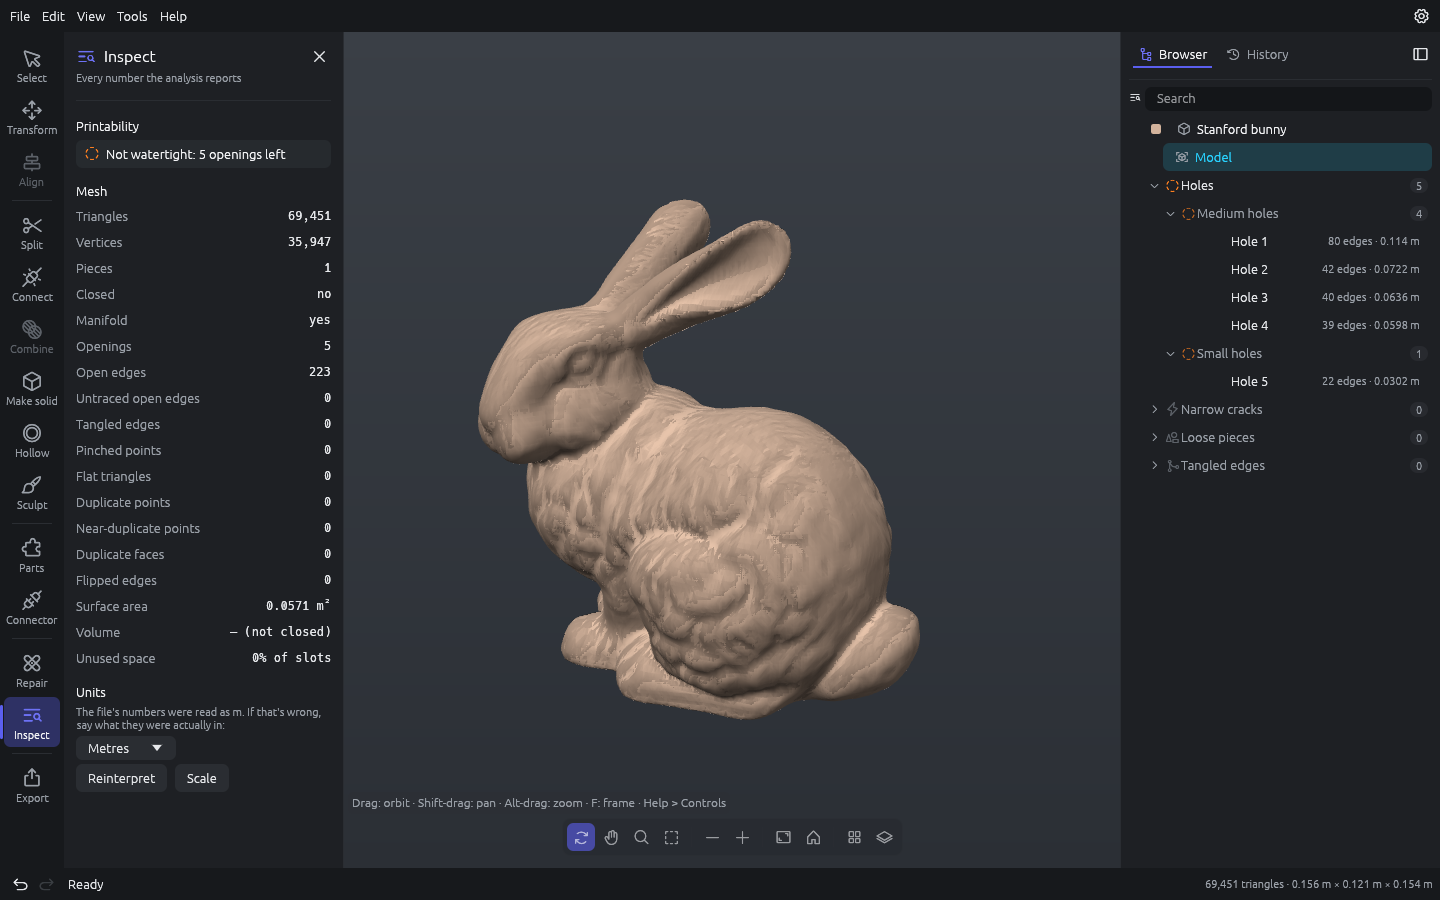 File Edit View Tools Help
Select
Transform
Align
Split
Connect
Combine
Make solid
Hollow
Sculpt
Parts
Connector
Repair
Inspect
Export
Inspect
Every number the analysis reports
Printability
Not watertight: 5 openings left
Mesh
Triangles 69,451
Vertices 35,947
Pieces 1
Closed no
Manifold yes
Openings 5
Open edges 223
Untraced open edges 0
Tangled edges 0
Pinched points 0
Flat triangles 0
Duplicate points 0
Near-duplicate points 0
Duplicate faces 0
Flipped edges 0
Surface area 0.0571 m²
Volume — (not closed)
Unused space 0% of slots
Units
The file's numbers were read as m. If that's wrong,
say what they were actually in:
Metres
Reinterpret Scale
Drag: orbit · Shift-drag: pan · Alt-drag: zoom · F: frame · Help > Controls
Browser History
Search
Stanford bunny
Model
Holes 5
Medium holes 4
Hole 1 80 edges · 0.114 m
Hole 2 42 edges · 0.0722 m
Hole 3 40 edges · 0.0636 m
Hole 4 39 edges · 0.0598 m
Small holes 1
Hole 5 22 edges · 0.0302 m
Narrow cracks 0
Loose pieces 0
Tangled edges 0
Ready
69,451 triangles · 0.156 m × 0.121 m × 0.154 m